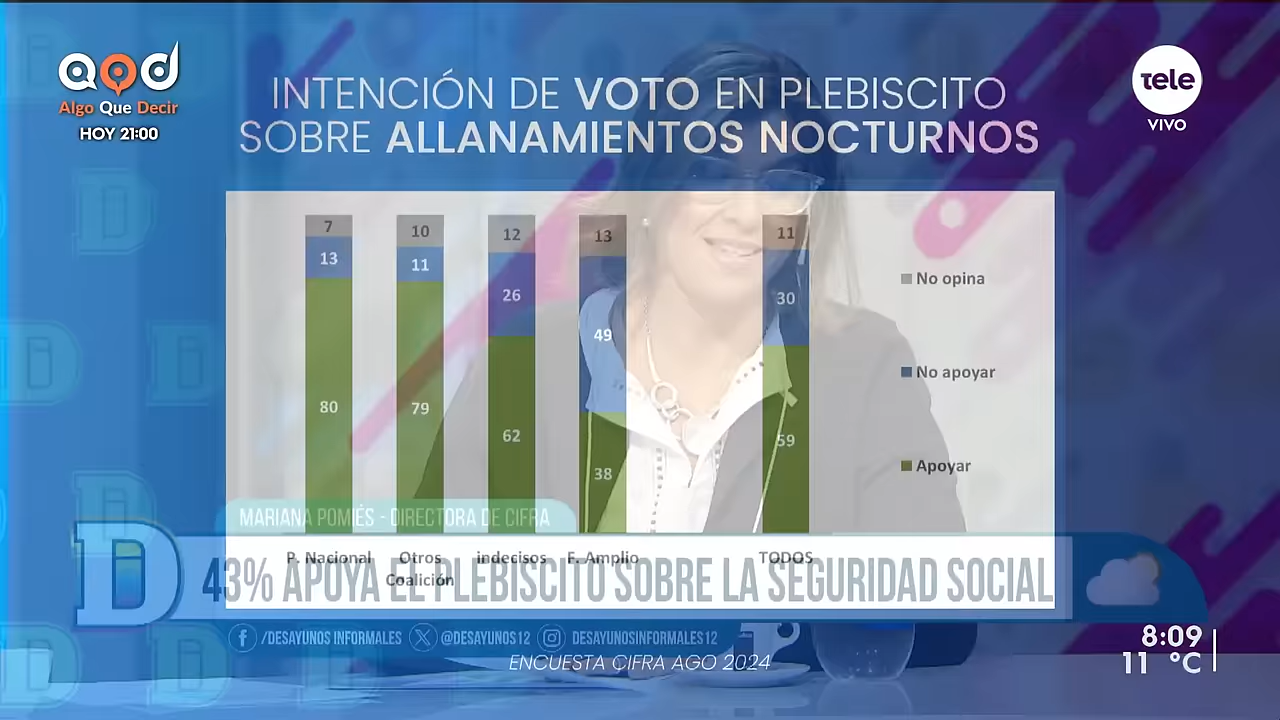 aqd
Algo Que Decir
HOY 21:00
INTENCIÓN DE VOTO EN PLEBISCITO
SOBRE ALLANAMIENTOS NOCTURNOS
tele
VIVO
7
10
12
13
11
13
11
26
49
30
80
79
62
38
59
No opina
No apoyar
Apoyar
MARIANA POMIÉS - DIRECTORA DE CIFRA
P. Nacional
Otros
Coalición
indecisos
F. Amplio
TODOS
D
43% APOYA EL PLEBISCITO SOBRE LA SEGURIDAD SOCIAL
/DESAYUNOS INFORMALES
@DESAYUNOS12
DESAYUNOSINFORMALES12
ENCUESTA CIFRA AGO 2024
8:09
11 °C